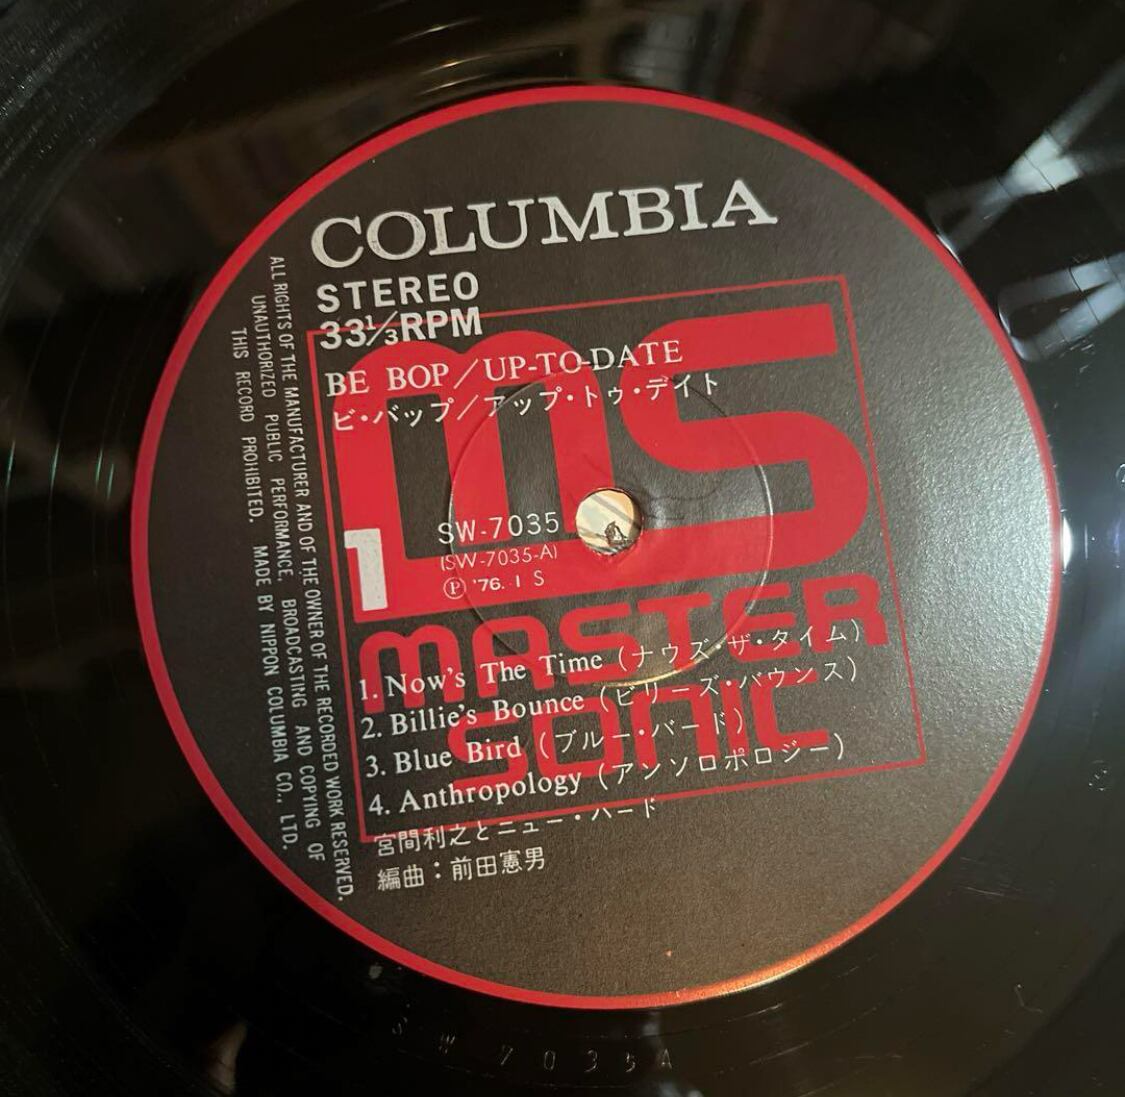 COLUMBIA
STEREO
33⅓RPM
BE BOP/UP-TO-DATE
ビ・バップ/アップ・トゥ・デイト
ms
1
SW-7035
(SW-7035-A)
Ⓟ '76. 1 S
MASTER
SONIC
1. Now's The Time (ナウズ・ザ・タイム)
2. Billie's Bounce (ビリーズ・バウンス)
3. Blue Bird (ブルー・バード)
4. Anthropology (アンソロポロジー)
宮間利之とニュー・ハード
編曲:前田憲男
ALL RIGHTS OF THE MANUFACTURER AND OF THE OWNER OF THE RECORDED WORK RESERVED.
UNAUTHORIZED PUBLIC PERFORMANCE, BROADCASTING AND COPYING OF
THIS RECORD PROHIBITED. MADE BY NIPPON COLUMBIA CO., LTD.
SW7035A